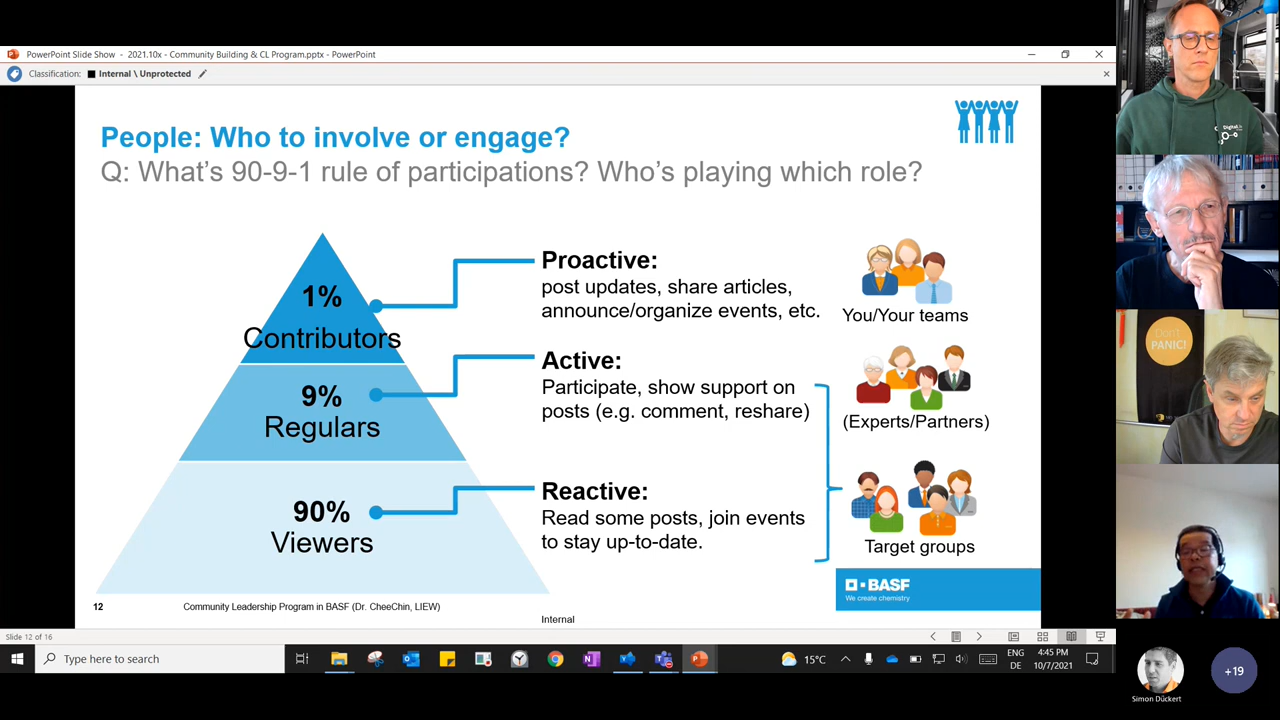 PowerPoint Slide Show - 2021.10x - Community Building & CL Program.pptx - PowerPoint
Classification: Internal \ Unprotected
People: Who to involve or engage?
Q: What's 90-9-1 rule of participations? Who's playing which role?
1%
Contributors
Proactive:
post updates, share articles,
announce/organize events, etc.
You/Your teams
9%
Regulars
Active:
Participate, show support on
posts (e.g. comment, reshare)
(Experts/Partners)
90%
Viewers
Reactive:
Read some posts, join events
to stay up-to-date.
Target groups
BASF
We create chemistry
12
Community Leadership Program in BASF (Dr. CheeChin, LIEW)
Internal
Slide 12 of 16
Type here to search
15°C
ENG
DE
4:45 PM
10/7/2021
Digital
DON'T
PANIC!
Simon Dückert
+19